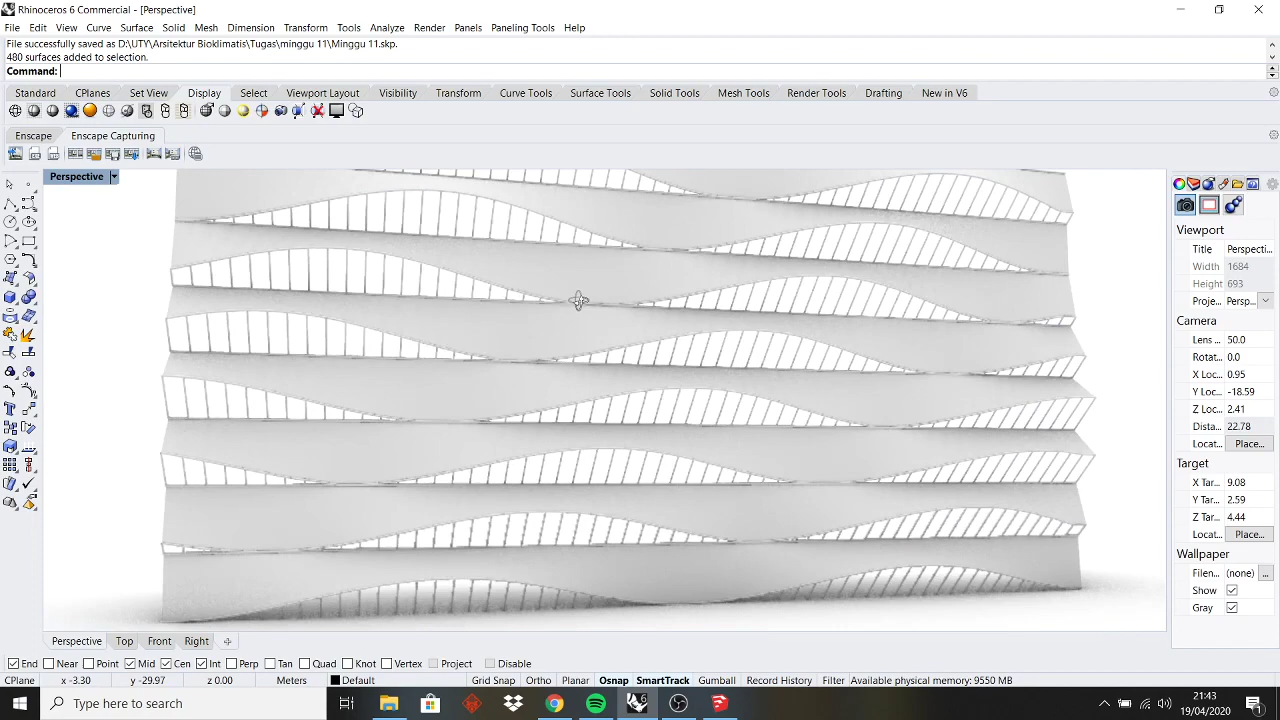 Rhinoceros 6 Commercial - [Perspective]
File Edit View Curve Surface Solid Mesh Dimension Transform Tools Analyze Render Panels Paneling Tools Help
File successfully saved as D:\UTY\Arsitektur Bioklimatis\Tugas\minggu 11\Minggu 11.skp.
480 surfaces added to selection.
Command:
Standard CPlanes Set View Display Select Viewport Layout Visibility Transform Curve Tools Surface Tools Solid Tools Mesh Tools Render Tools Drafting New in V6
Enscape Enscape Capturing
Perspective
Viewport
Title Perspecti...
Width 1684
Height 693
Proje... Persp...
Camera
Lens ... 50.0
Rotat... 0.0
X Loc... 0.95
Y Loc... -18.59
Z Loc... 2.41
Dista... 22.78
Locat... Place...
Target
X Tar... 9.08
Y Tar... 2.59
Z Tar... 4.44
Locat... Place...
Wallpaper
Filen... (none) ...
Show
Gray
Perspective Top Front Right
End Near Point Mid Cen Int Perp Tan Quad Knot Vertex Project Disable
CPlane x -3.30 y -29.97 z 0.00 Meters Default Grid Snap Ortho Planar Osnap SmartTrack Gumball Record History Filter Available physical memory: 9550 MB
Type here to search
21:43
19/04/2020
4